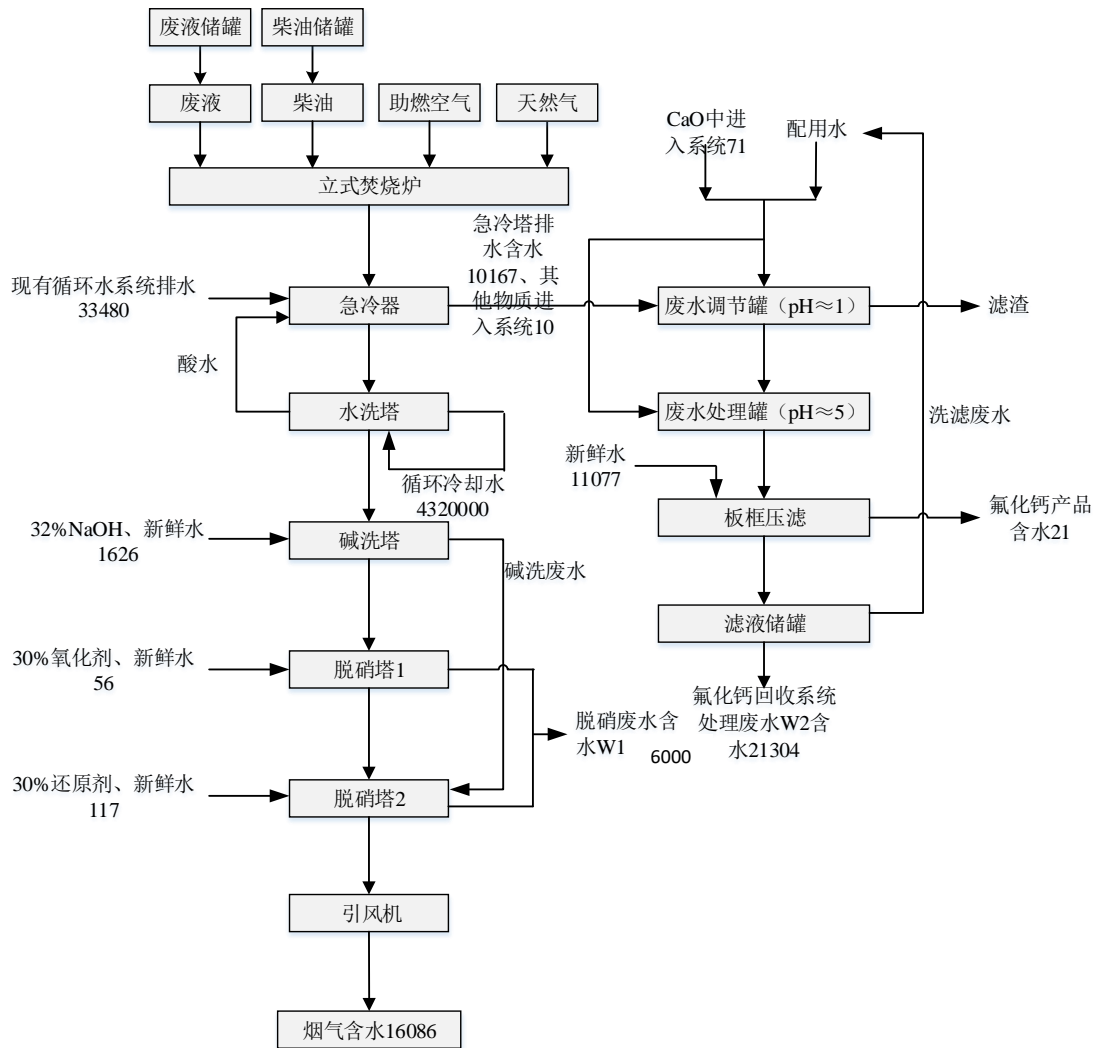 废液储罐
柴油储罐
废液
柴油
助燃空气
天然气
立式焚烧炉
CaO中进
入系统71
配用水
急冷塔排
水含水
10167、其
他物质进
入系统10
现有循环水系统排水
33480
急冷器
废水调节罐（pH≈1）
滤渣
酸水
水洗塔
废水处理罐（pH≈5）
洗滤废水
循环冷却水
4320000
新鲜水
11077
板框压滤
氟化钙产品
含水21
32%NaOH、新鲜水
1626
碱洗塔
碱洗废水
滤液储罐
30%氧化剂、新鲜水
56
脱硝塔1
脱硝废水含
水W1
6000
氟化钙回收系统
处理废水W2含
水21304
30%还原剂、新鲜水
117
脱硝塔2
引风机
烟气含水16086